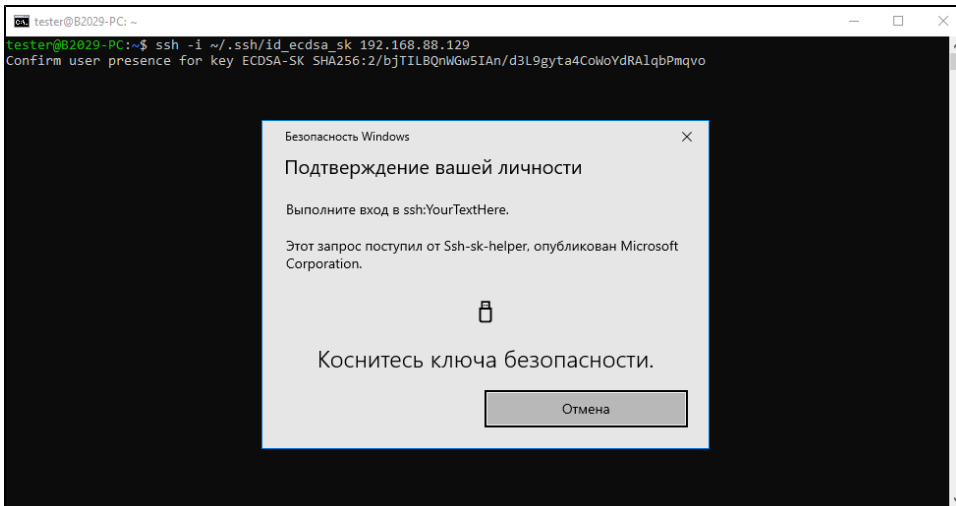 tester@B2029-PC: ~
tester@B2029-PC:~$ ssh -i ~/.ssh/id_ecdsa_sk 192.168.88.129
Confirm user presence for key ECDSA-SK SHA256:2/bjTILBQnWGw5IAn/d3L9gyta4CoWoYdRAlqbPmqvo
Безопасность Windows
Подтверждение вашей личности
Выполните вход в ssh:YourTextHere.
Этот запрос поступил от Ssh-sk-helper, опубликован Microsoft
Corporation.
Коснитесь ключа безопасности.
Отмена